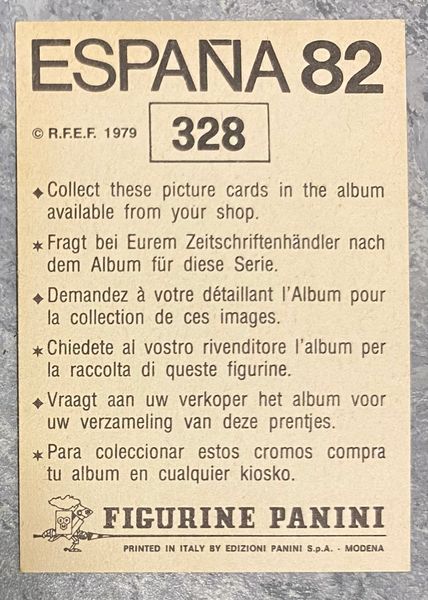 ESPAÑA 82
© R.F.E.F. 1979 328
◆ Collect these picture cards in the album
available from your shop.
✶ Fragt bei Eurem Zeitschriftenhändler nach
dem Album für diese Serie.
◆ Demandez à votre détaillant l'Album pour
la collection de ces images.
✶ Chiedete al vostro rivenditore l'album per
la raccolta di queste figurine.
◆ Vraagt aan uw verkoper het album voor
uw verzameling van deze prentjes.
✶ Para coleccionar estos cromos compra
tu album en cualquier kiosko.
FIGURINE PANINI
PRINTED IN ITALY BY EDIZIONI PANINI S.p.A. - MODENA